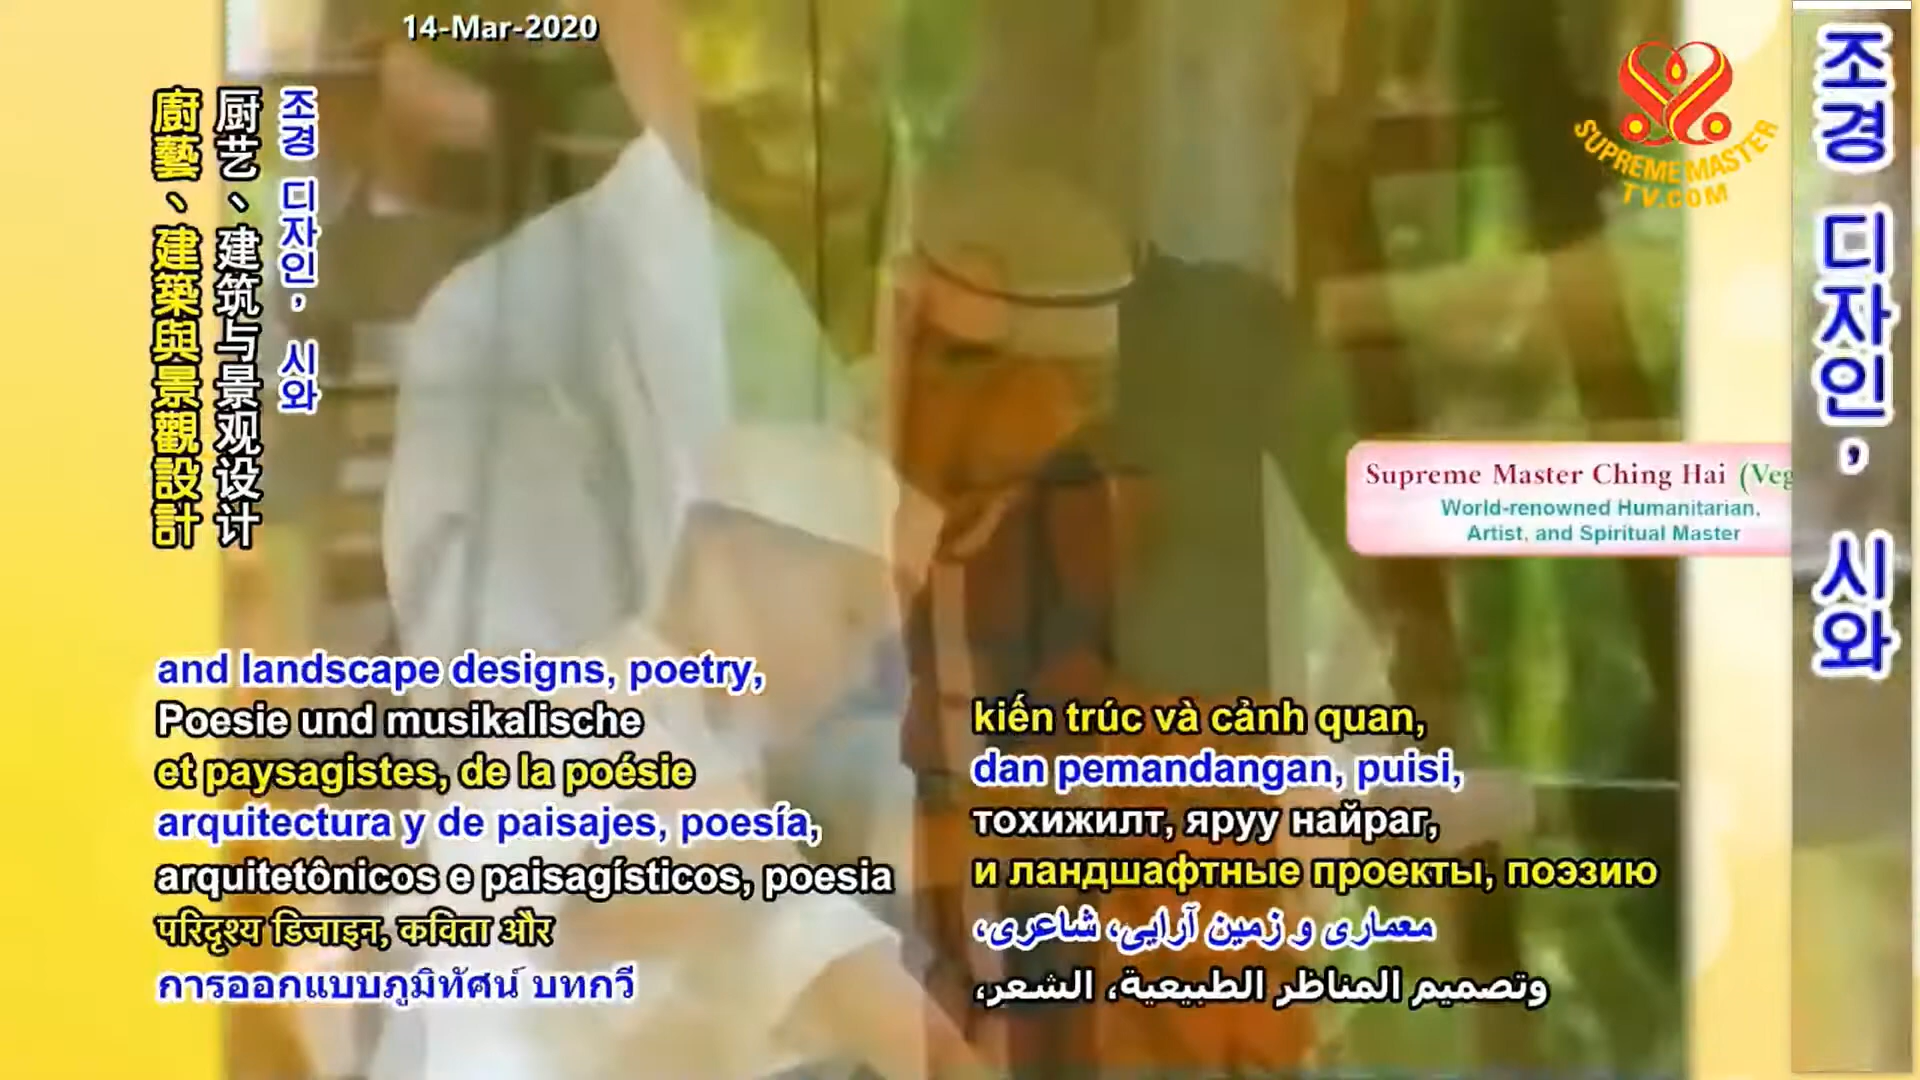 14-Mar-2020
廚藝、建築與景觀設計
厨艺、建筑与景观设计
조경 디자인, 시와
SUPREME MASTER
TV.COM
조경 디자인, 시와
Supreme Master Ching Hai (Veg
World-renowned Humanitarian,
Artist, and Spiritual Master
and landscape designs, poetry,
Poesie und musikalische
et paysagistes, de la poésie
arquitectura y de paisajes, poesía,
arquitetônicos e paisagísticos, poesia
परिदृश्य डिजाइन, कविता और
การออกแบบภูมิทัศน์ บทกวี
kiến trúc và cảnh quan,
dan pemandangan, puisi,
тохижилт, яруу найраг,
и ландшафтные проекты, поэзию
معماری و زمین آرایی، شاعری،
وتصميم المناظر الطبيعية، الشعر،